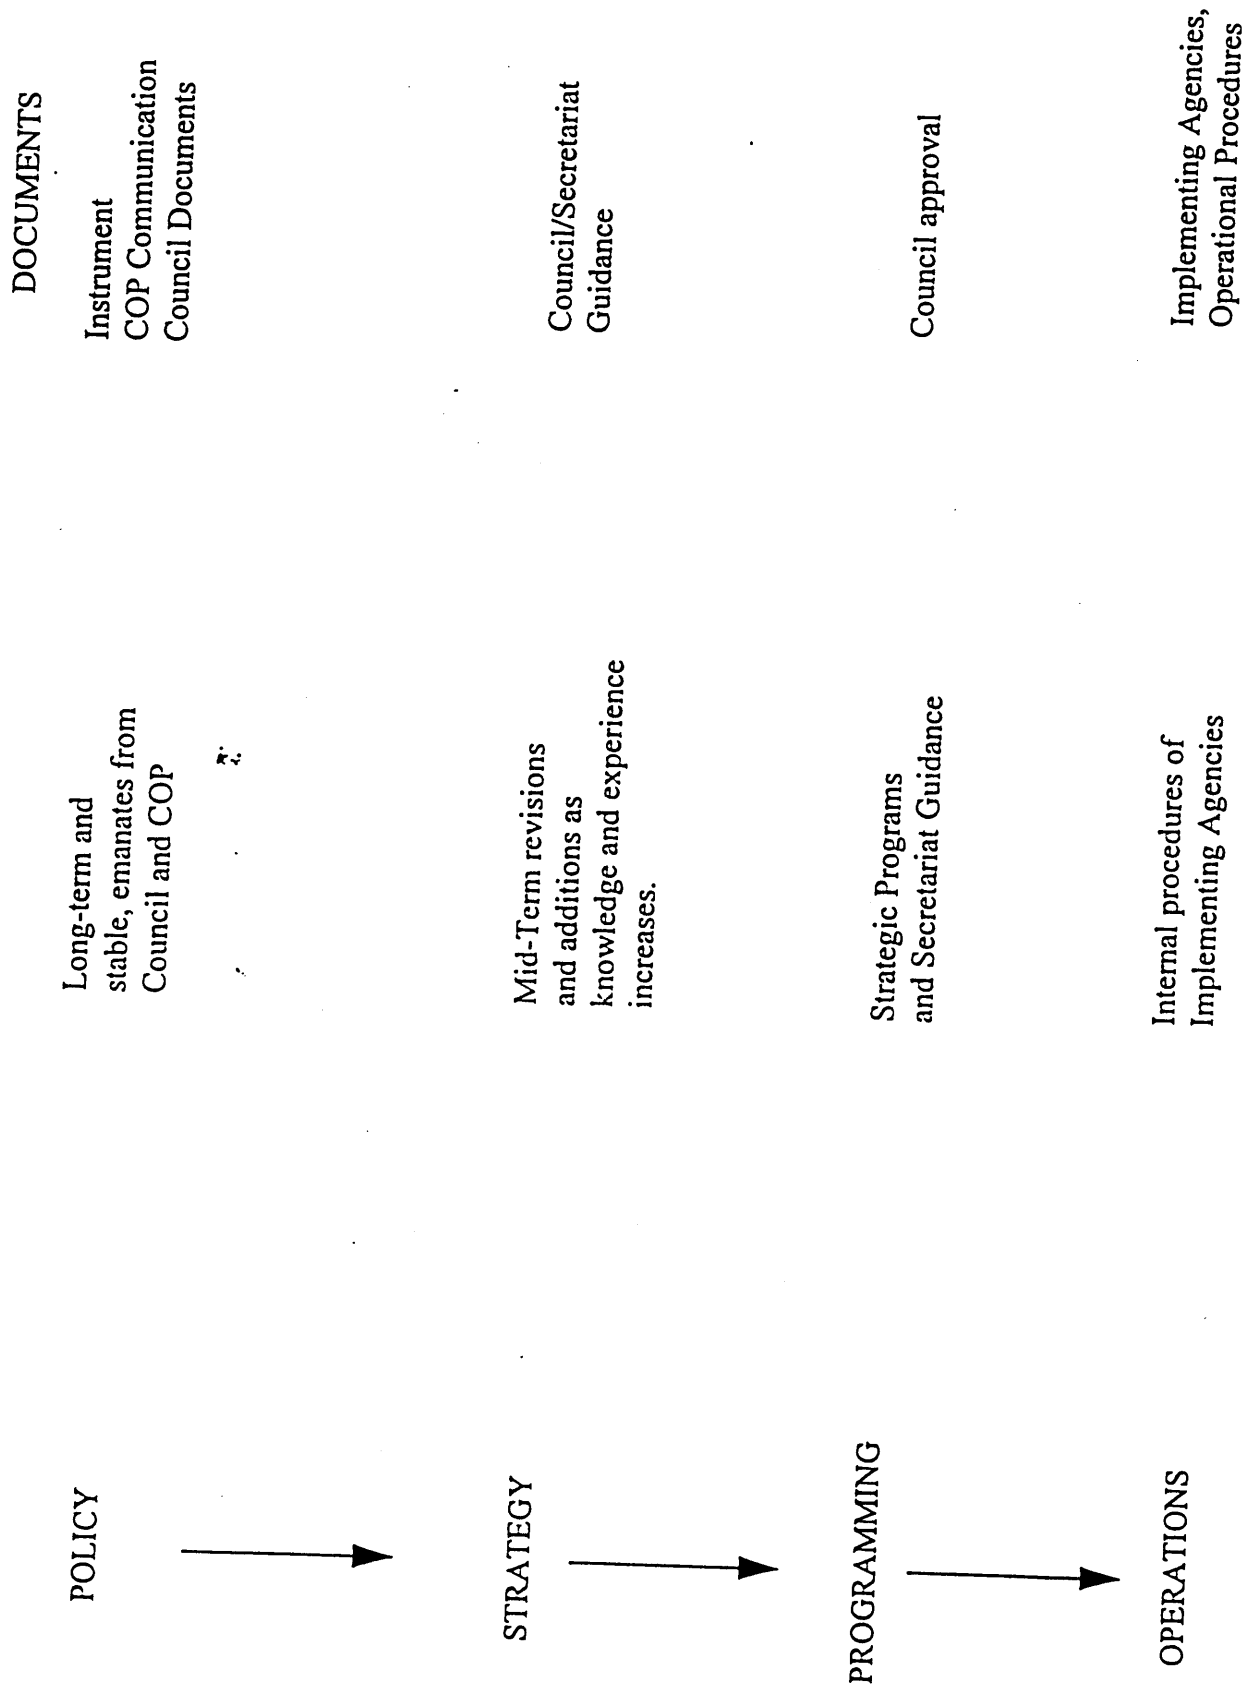 DOCUMENTS
POLICY
Long-term and
stable, emanates from
Council and COP
Instrument
COP Communication
Council Documents
STRATEGY
Mid-Term revisions
and additions as
knowledge and experience
increases.
Council/Secretariat
Guidance
PROGRAMMING
Strategic Programs
and Secretariat Guidance
Council approval
OPERATIONS
Internal procedures of
Implementing Agencies
Implementing Agencies,
Operational Procedures